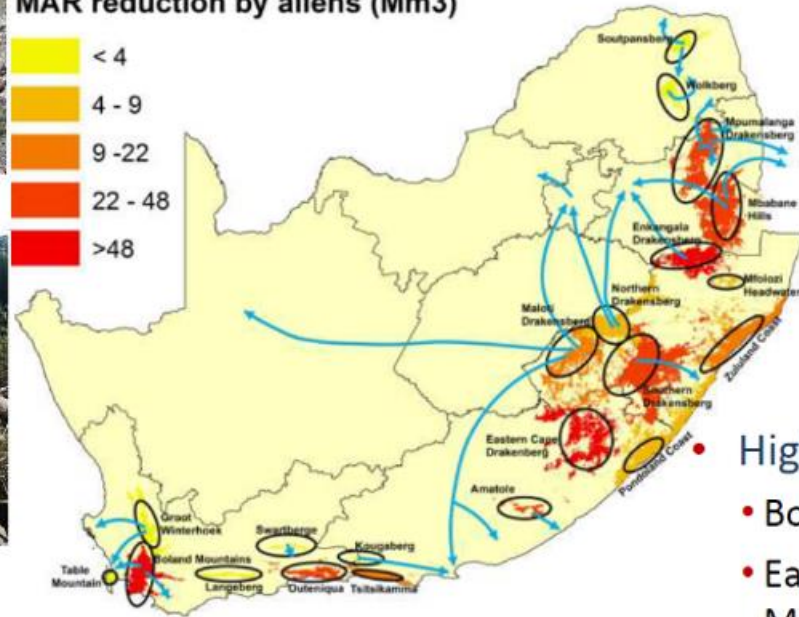 MAR reduction by aliens (Mm3)
< 4
4 - 9
9 -22
22 - 48
>48
Soutpansberg
Wolkberg
Mpumalanga
Drakensberg
Mbabane
Hills
Enkangala
Drakensberg
Mfolozi
Headwater
Northern
Drakensberg
Maloti
Drakensberg
Zululand Coast
Southern
Drakensberg
Eastern Cape
Drakenberg
Pondoland Coast
Amatole
Groot
Winterhoek
Swartberge
Kougaberg
Boland Mountains
Table
Mountain
Langeberg
Outeniqua
Tsitsikamma
• Hig
• Bo
• Ea